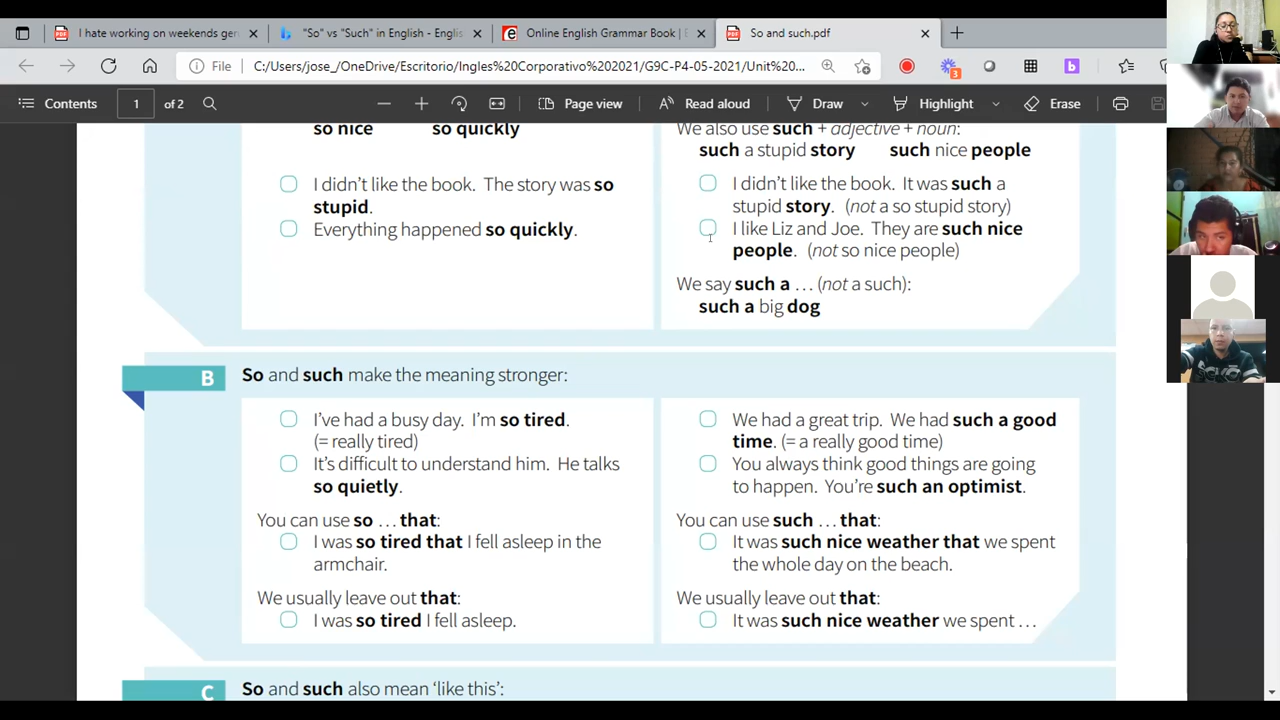 I hate working on weekends ger
"So" vs "Such" in English - Englis
Online English Grammar Book | E
So and such.pdf
File
C:/Users/jose_/OneDrive/Escritorio/Ingles%20Corporativo%202021/G9C-P4-05-2021/Unit%20...
3
b
Contents
1
of 2
Page view
Read aloud
Draw
Highlight
Erase
so nice so quickly
I didn't like the book. The story was so
stupid.
Everything happened so quickly.
We also use such + adjective + noun:
such a stupid story such nice people
I didn't like the book. It was such a
stupid story. (not a so stupid story)
I like Liz and Joe. They are such nice
people. (not so nice people)
We say such a … (not a such):
such a big dog
B
So and such make the meaning stronger:
I've had a busy day. I'm so tired.
(= really tired)
It's difficult to understand him. He talks
so quietly.
You can use so … that:
I was so tired that I fell asleep in the
armchair.
We usually leave out that:
I was so tired I fell asleep.
We had a great trip. We had such a good
time. (= a really good time)
You always think good things are going
to happen. You're such an optimist.
You can use such … that:
It was such nice weather that we spent
the whole day on the beach.
We usually leave out that:
It was such nice weather we spent …
C
So and such also mean 'like this':